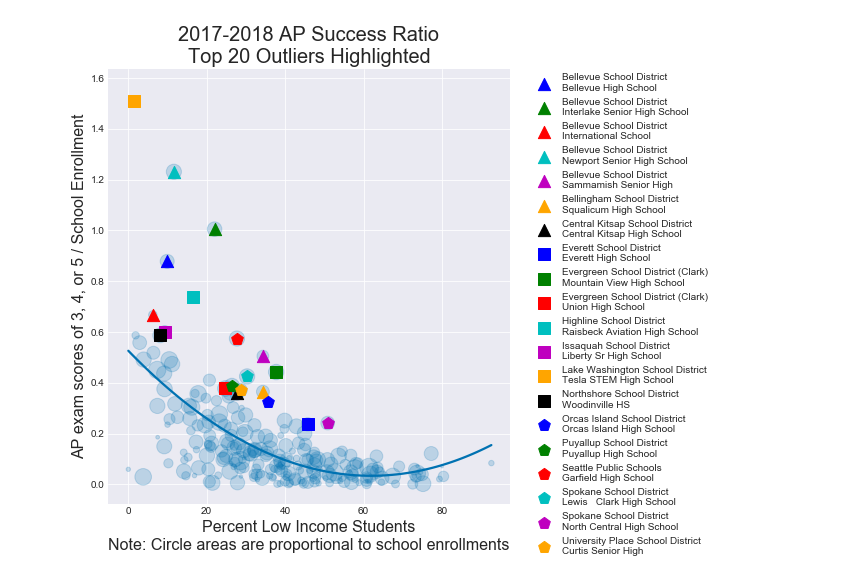 2017-2018 AP Success Ratio
Top 20 Outliers Highlighted
AP exam scores of 3, 4, or 5 / School Enrollment
1.6
1.4
1.2
1.0
0.8
0.6
0.4
0.2
0.0
0 20 40 60 80
Percent Low Income Students
Note: Circle areas are proportional to school enrollments
Bellevue School District
Bellevue High School
Bellevue School District
Interlake Senior High School
Bellevue School District
International School
Bellevue School District
Newport Senior High School
Bellevue School District
Sammamish Senior High
Bellingham School District
Squalicum High School
Central Kitsap School District
Central Kitsap High School
Everett School District
Everett High School
Evergreen School District (Clark)
Mountain View High School
Evergreen School District (Clark)
Union High School
Highline School District
Raisbeck Aviation High School
Issaquah School District
Liberty Sr High School
Lake Washington School District
Tesla STEM High School
Northshore School District
Woodinville HS
Orcas Island School District
Orcas Island High School
Puyallup School District
Puyallup High School
Seattle Public Schools
Garfield High School
Spokane School District
Lewis   Clark High School
Spokane School District
North Central High School
University Place School District
Curtis Senior High